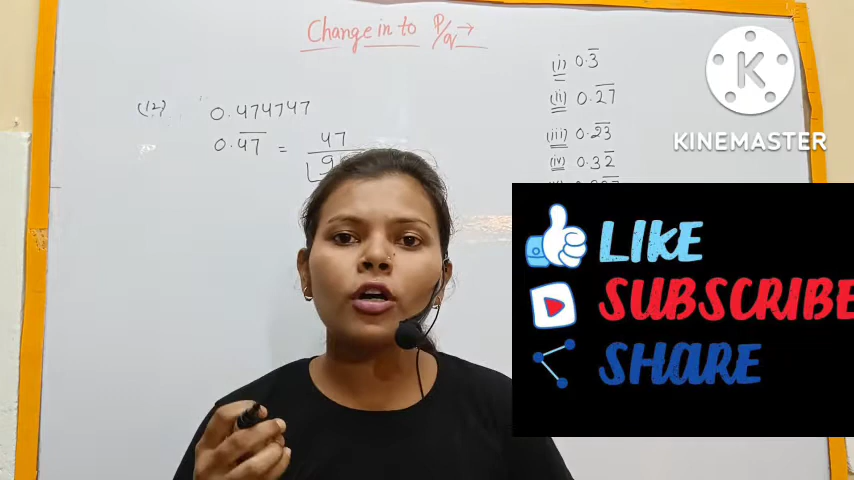 Change in to P/q →
(12) 0.474747
0.4̅7̅ = 47
(i) 0.3̅
(ii) 0.2̅7̅
(iii) 0.2̅3̅
(iv) 0.32̅
KINEMASTER
LIKE
SUBSCRIBE
SHARE